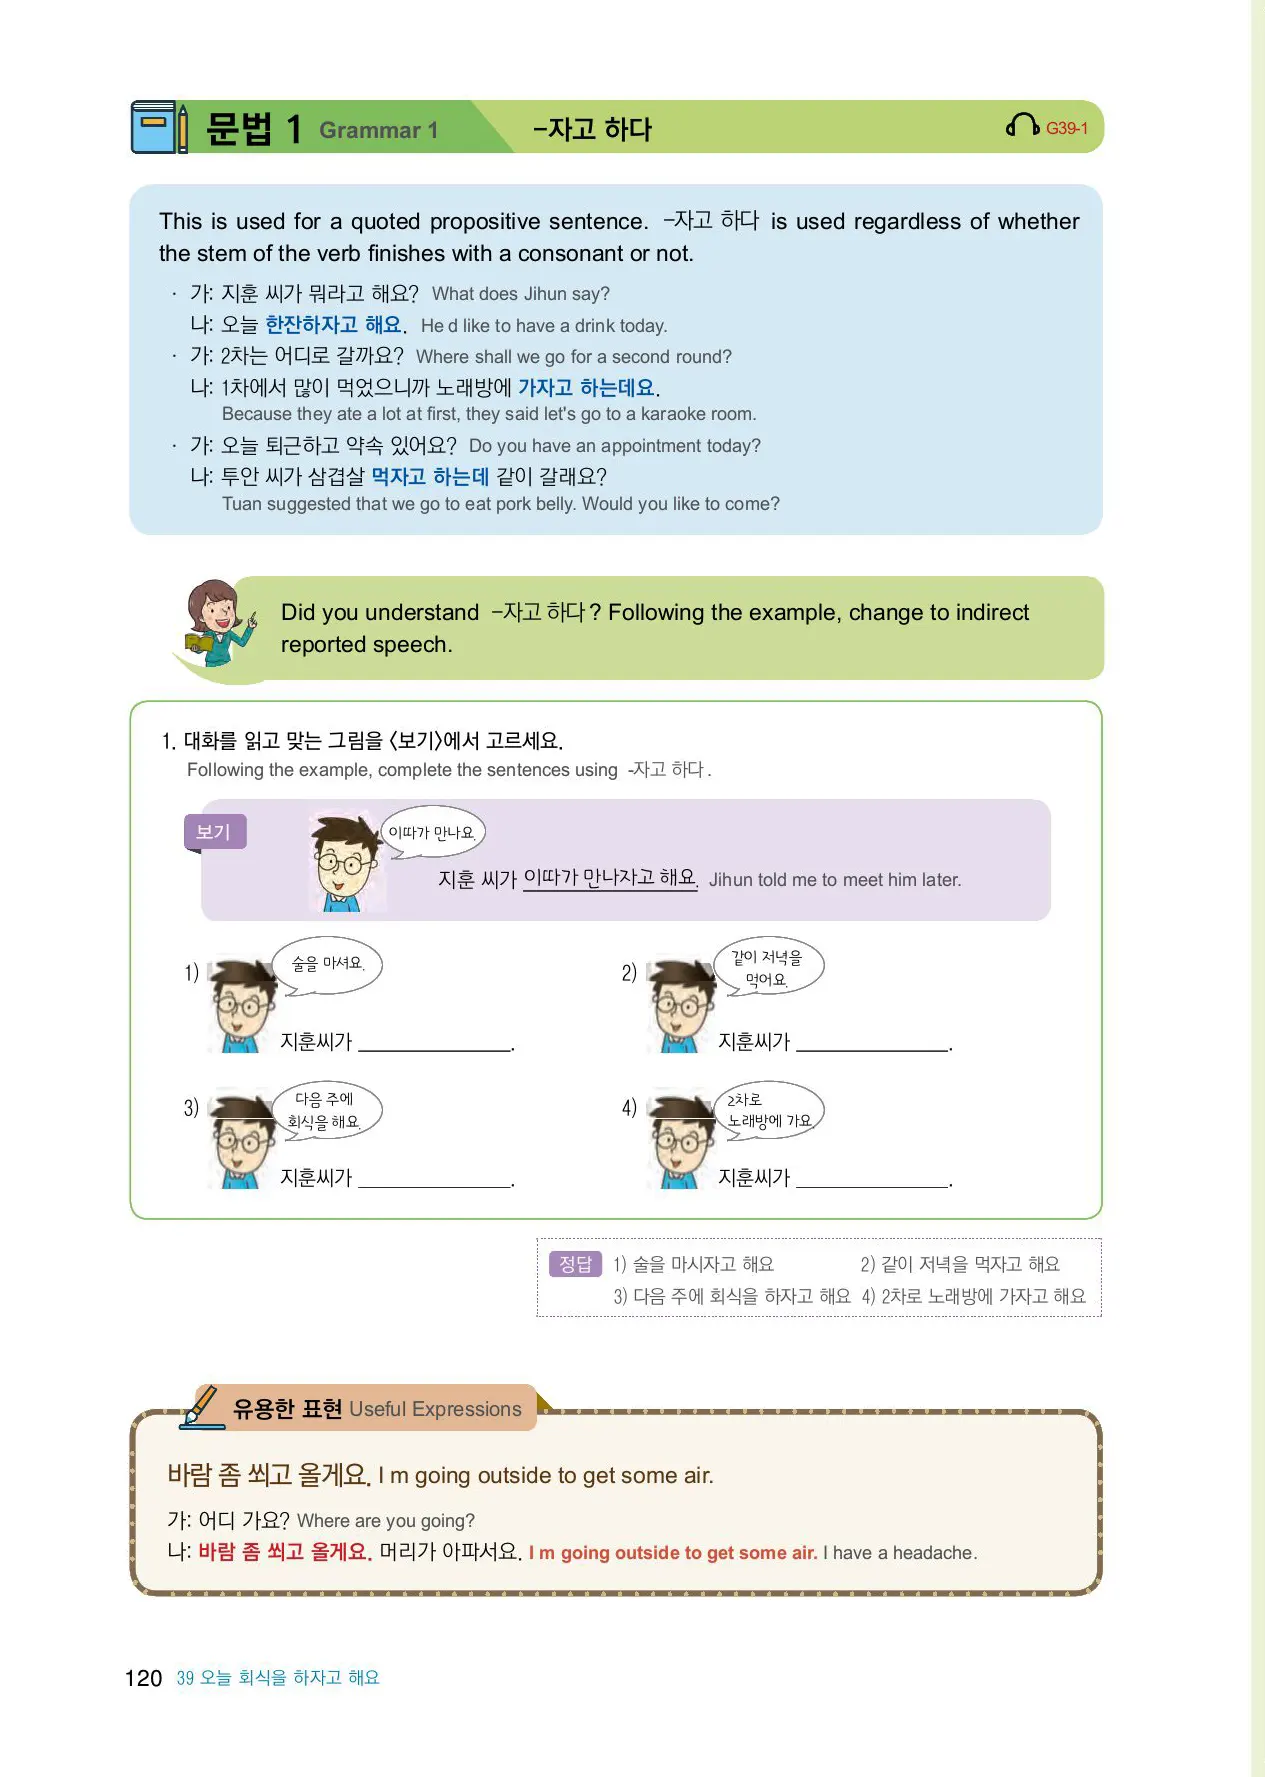 문법 1 Grammar 1 -자고 하다 G39-1
This is used for a quoted propositive sentence. -자고 하다 is used regardless of whether
the stem of the verb finishes with a consonant or not.
· 가: 지훈 씨가 뭐라고 해요? What does Jihun say?
나: 오늘 한잔하자고 해요. He d like to have a drink today.
· 가: 2차는 어디로 갈까요? Where shall we go for a second round?
나: 1차에서 많이 먹었으니까 노래방에 가자고 하는데요.
Because they ate a lot at first, they said let's go to a karaoke room.
· 가: 오늘 퇴근하고 약속 있어요? Do you have an appointment today?
나: 투안 씨가 삼겹살 먹자고 하는데 같이 갈래요?
Tuan suggested that we go to eat pork belly. Would you like to come?
Did you understand -자고 하다? Following the example, change to indirect
reported speech.
1. 대화를 읽고 맞는 그림을 〈보기〉에서 고르세요.
Following the example, complete the sentences using -자고 하다.
보기
이따가 만나요.
지훈 씨가 이따가 만나자고 해요. Jihun told me to meet him later.
1)
술을 마셔요.
지훈씨가 ______________.
2)
같이 저녁을
먹어요.
지훈씨가 ______________.
3)
다음 주에
회식을 해요.
지훈씨가 ______________.
4)
2차로
노래방에 가요.
지훈씨가 ______________.
정답 1) 술을 마시자고 해요 2) 같이 저녁을 먹자고 해요
3) 다음 주에 회식을 하자고 해요 4) 2차로 노래방에 가자고 해요
유용한 표현 Useful Expressions
바람 좀 쐬고 올게요. I m going outside to get some air.
가: 어디 가요? Where are you going?
나: 바람 좀 쐬고 올게요. 머리가 아파서요. I m going outside to get some air. I have a headache.
120 39 오늘 회식을 하자고 해요